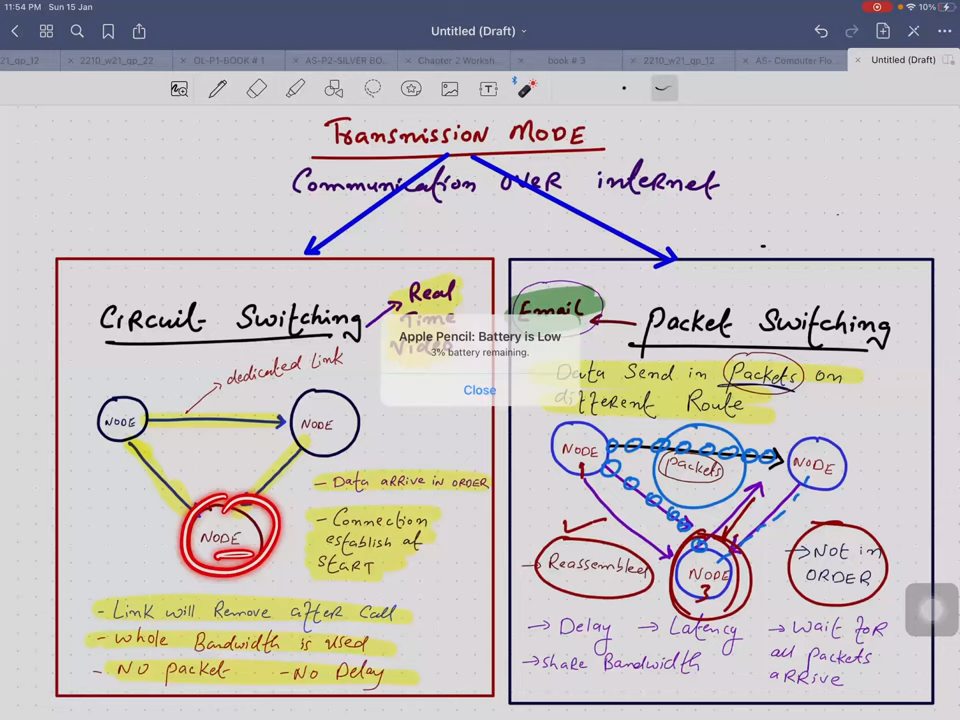 11:54 PM Sun 15 Jan
10%
Untitled (Draft)
21_qp_12
2210_w21_qp_22
OL-P1-BOOK # 1
AS-P2-SILVER BO...
Chapter 2 Worksh...
book # 3
2210_w21_qp_12
AS- Computer Flo...
Untitled (Draft)
Transmission MODE
Communication OVER internet
Circuit Switching
Real
Time
Video
dedicated link
NODE
NODE
NODE
- Data arrive in ORDER
- Connection
establish at
START
- Link will Remove after Call
- whole Bandwidth is used
- NO packet
- NO Delay
Apple Pencil: Battery is Low
3% battery remaining.
Close
Email
Packet Switching
Data Send in Packets on
different Route
NODE
packets
NODE
NODE
3
→ Reassembled
→ Not in
ORDER
→ Delay
→ Latency
→ wait for
all packets
arrive
→ share Bandwidth